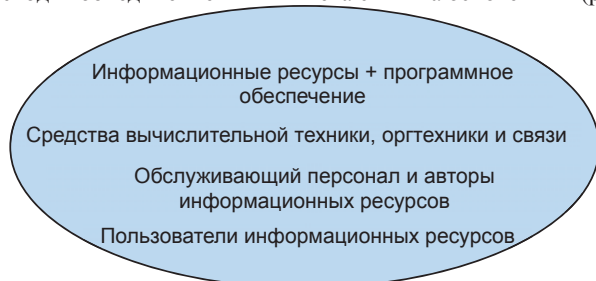 (р
Информационные ресурсы + программное
обеспечение
Средства вычислительной техники, оргтехники и связи
Обслуживающий персонал и авторы
информационных ресурсов
Пользователи информационных ресурсов